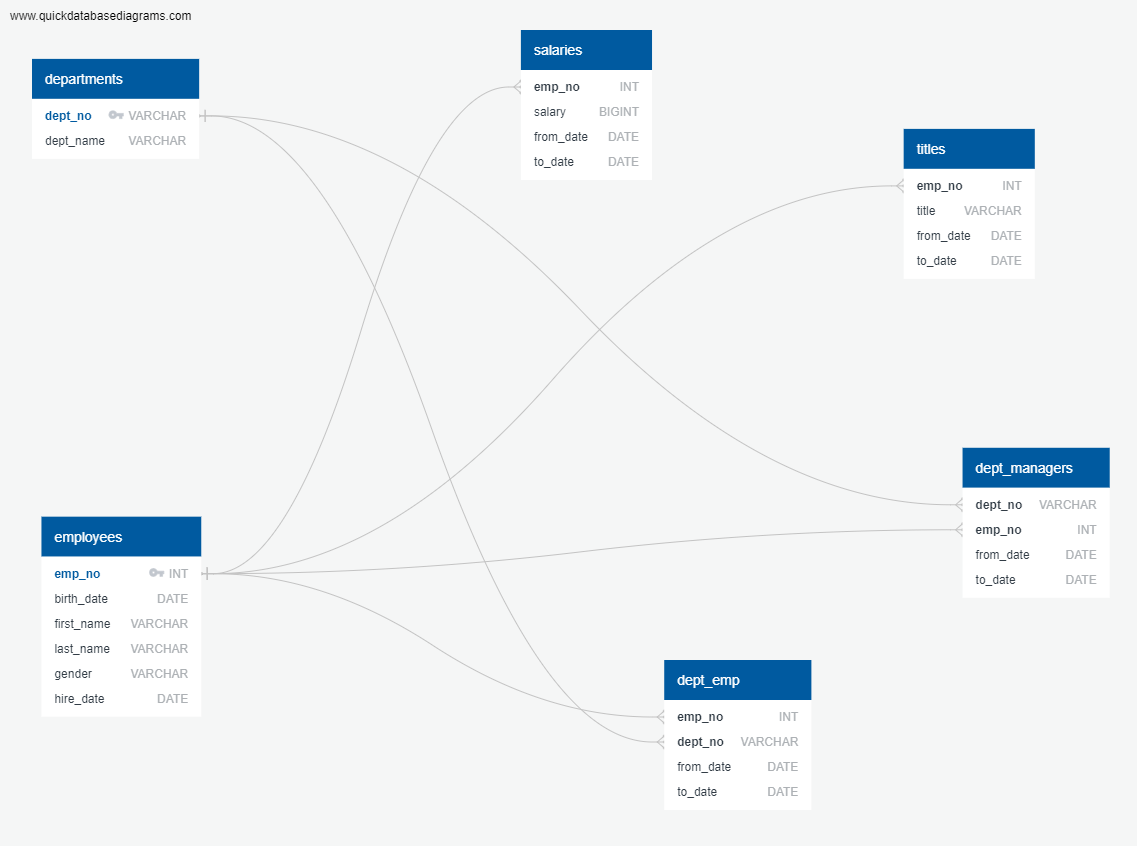 www.quickdatabasediagrams.com
departments
dept_no VARCHAR
dept_name VARCHAR
salaries
emp_no INT
salary BIGINT
from_date DATE
to_date DATE
titles
emp_no INT
title VARCHAR
from_date DATE
to_date DATE
dept_managers
dept_no VARCHAR
emp_no INT
from_date DATE
to_date DATE
employees
emp_no INT
birth_date DATE
first_name VARCHAR
last_name VARCHAR
gender VARCHAR
hire_date DATE
dept_emp
emp_no INT
dept_no VARCHAR
from_date DATE
to_date DATE